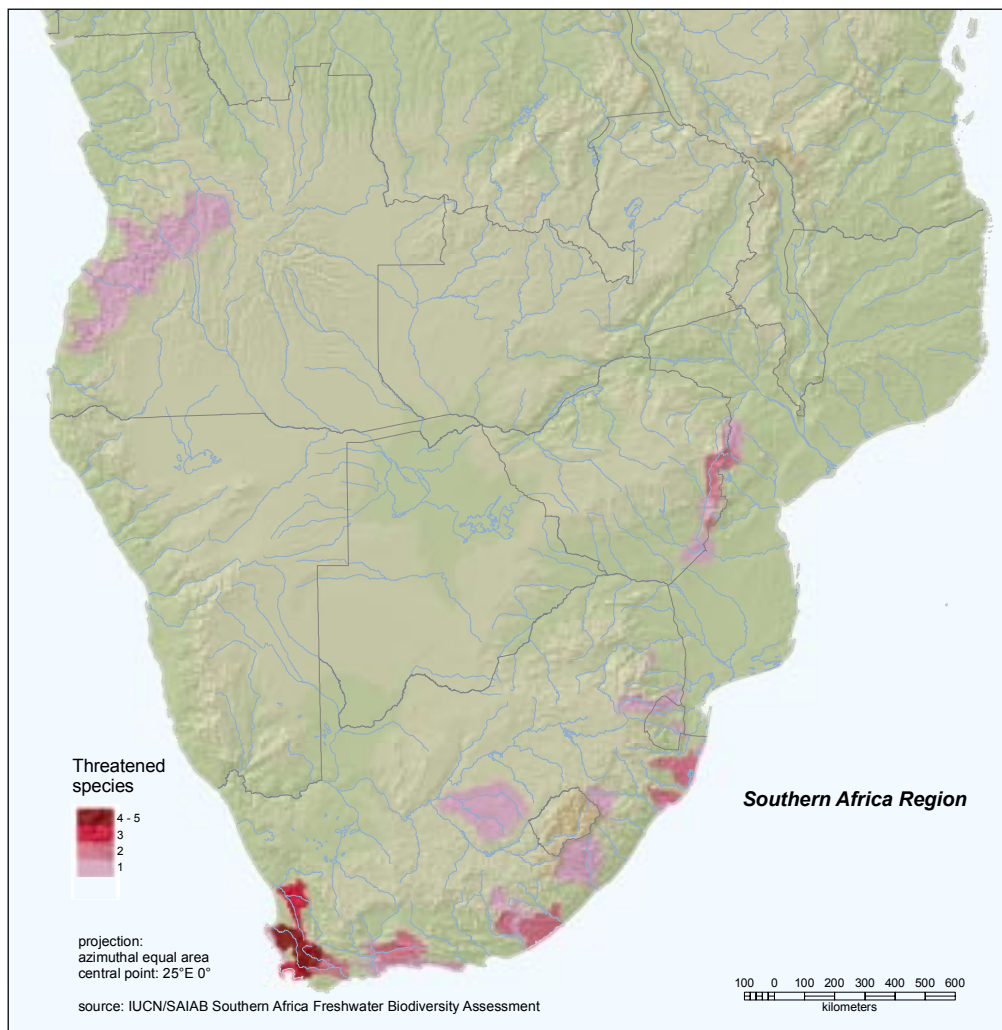 Threatened
species
4 - 5
3
2
1
Southern Africa Region
projection:
azimuthal equal area
central point: 25°E 0°
source: IUCN/SAIAB Southern Africa Freshwater Biodiversity Assessment
100 0 100 200 300 400 500 600
kilometers